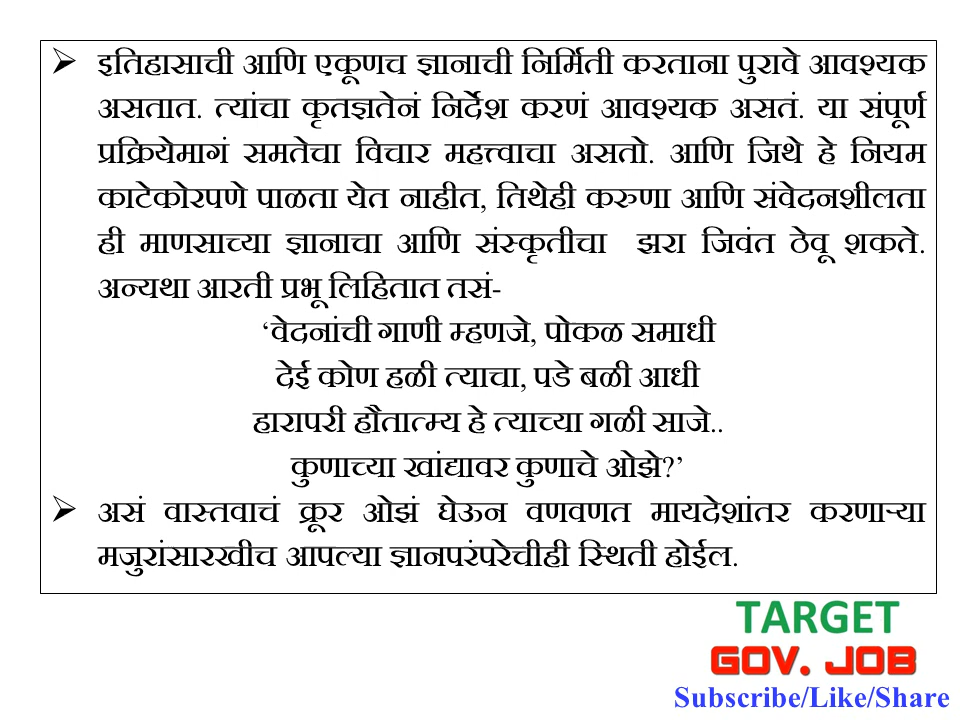 ➢ इतिहासाची आणि एकूणच ज्ञानाची निर्मिती करताना पुरावे आवश्यक
असतात. त्यांचा कृतज्ञतेनं निर्देश करणं आवश्यक असतं. या संपूर्ण
प्रक्रियेमागं समतेचा विचार महत्त्वाचा असतो. आणि जिथे हे नियम
काटेकोरपणे पाळता येत नाहीत, तिथेही करुणा आणि संवेदनशीलता
ही माणसाच्या ज्ञानाचा आणि संस्कृतीचा झरा जिवंत ठेवू शकते.
अन्यथा आरती प्रभू लिहितात तसं-
‘वेदनांची गाणी म्हणजे, पोकळ समाधी
देई कोण हळी त्याचा, पडे बळी आधी
हारापरी हौतात्म्य हे त्याच्या गळी साजे..
कुणाच्या खांद्यावर कुणाचे ओझे?’
➢ असं वास्तवाचं क्रूर ओझं घेऊन वणवणत मायदेशांतर करणाऱ्या
मजुरांसारखीच आपल्या ज्ञानपरंपरेचीही स्थिती होईल.
TARGET
GOV. JOB
Subscribe/Like/Share